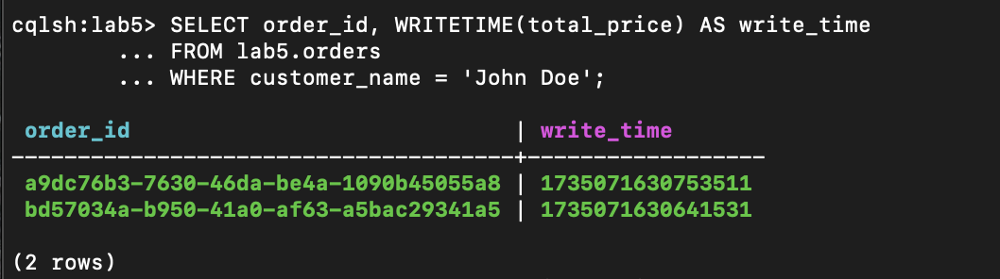 cqlsh:lab5> SELECT order_id, WRITETIME(total_price) AS write_time
... FROM lab5.orders
... WHERE customer_name = 'John Doe';
order_id | write_time
--------------------------------------+------------------
a9dc76b3-7630-46da-be4a-1090b45055a8 | 1735071630753511
bd57034a-b950-41a0-af63-a5bac29341a5 | 1735071630641531
(2 rows)